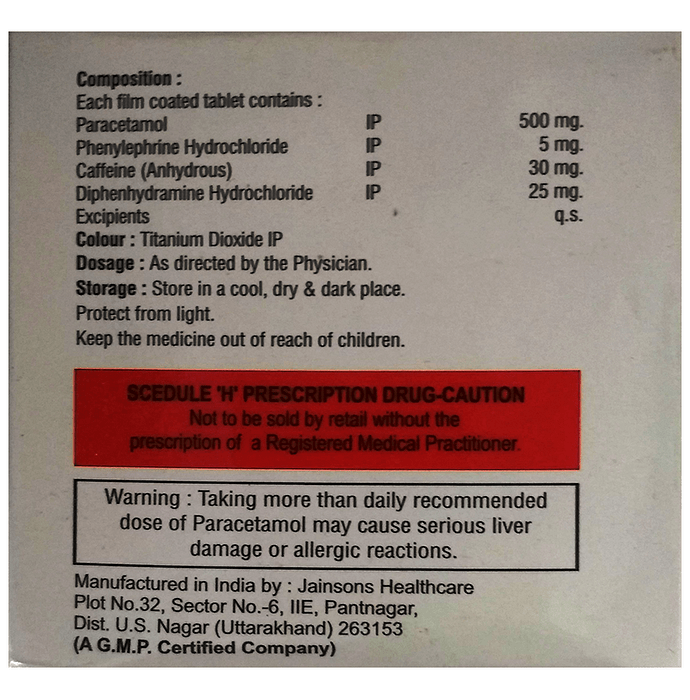 Composition :
Each film coated tablet contains :
Paracetamol IP 500 mg.
Phenylephrine Hydrochloride IP 5 mg.
Caffeine (Anhydrous) IP 30 mg.
Diphenhydramine Hydrochloride IP 25 mg.
Excipients q.s.
Colour : Titanium Dioxide IP
Dosage : As directed by the Physician.
Storage : Store in a cool, dry & dark place.
Protect from light.
Keep the medicine out of reach of children.
SCEDULE 'H' PRESCRIPTION DRUG-CAUTION
Not to be sold by retail without the
prescription of a Registered Medical Practitioner.
Warning : Taking more than daily recommended
dose of Paracetamol may cause serious liver
damage or allergic reactions.
Manufactured in India by : Jainsons Healthcare
Plot No.32, Sector No.-6, IIE, Pantnagar,
Dist. U.S. Nagar (Uttarakhand) 263153
(A G.M.P. Certified Company)